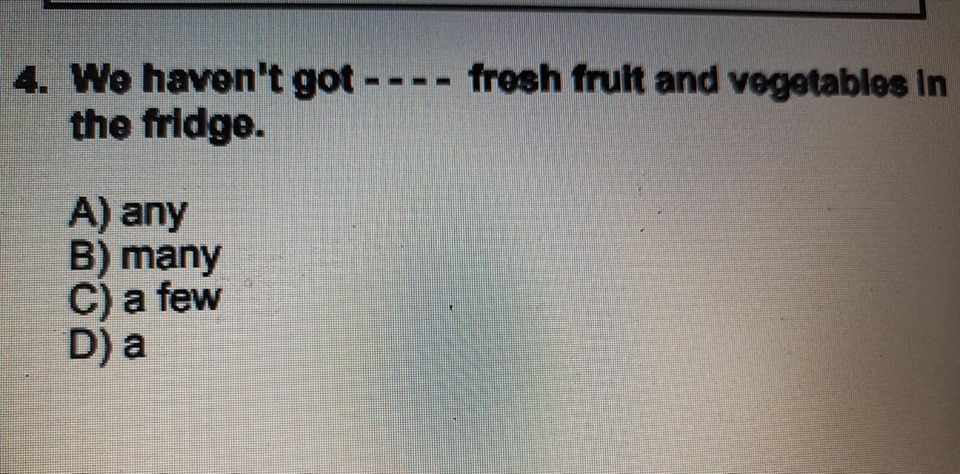 4. We haven't got ---- fresh fruit and vegetables in
the fridge.
A) any
B) many
C) a few
D) a